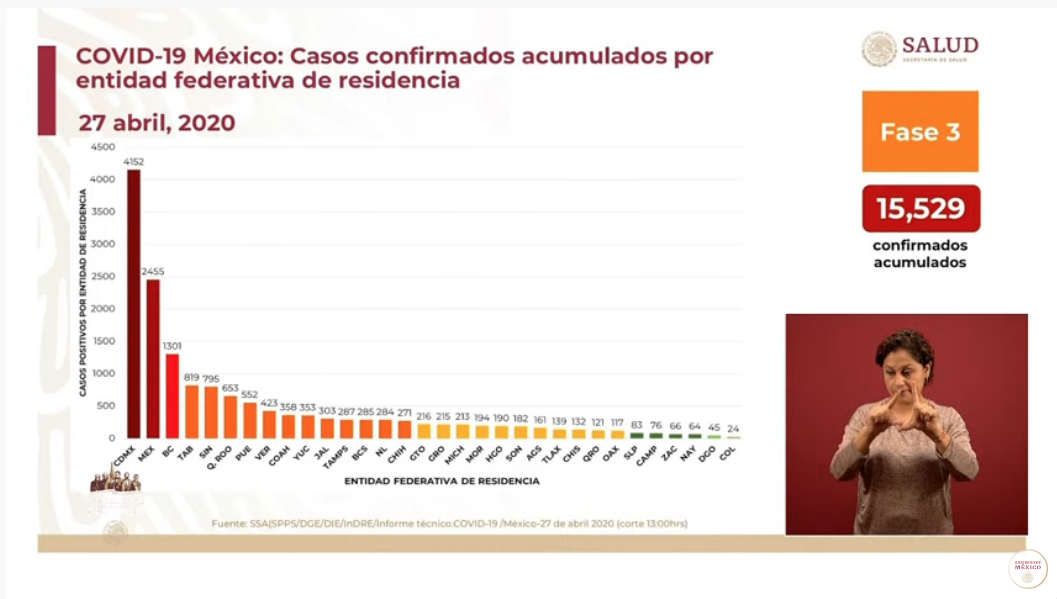 COVID-19 México: Casos confirmados acumulados por
entidad federativa de residencia
27 abril, 2020
SALUD
SECRETARÍA DE SALUD
Fase 3
15,529
confirmados
acumulados
CASOS POSITIVOS POR ENTIDAD DE RESIDENCIA
4500
4000
3500
3000
2500
2000
1500
1000
500
0
4152
2455
1301
819
795
653
552
423
358
353
303
287
285
284
271
216
215
213
194
190
182
161
139
132
121
117
83
76
66
64
45
24
CDMX
MEX
BC
TAB
SIN
Q. ROO
PUE
VER
COAH
YUC
JAL
TAMPS
BCS
NL
CHIH
GTO
GRO
MICH
MOR
HGO
SON
AGS
TLAX
CHIS
QRO
OAX
SLP
CAMP
ZAC
NAY
DGO
COL
ENTIDAD FEDERATIVA DE RESIDENCIA
Fuente: SSA(SPPS/DGE/DIE/InDRE/Informe técnico.COVID-19 /México-27 de abril 2020 (corte 13:00hrs)
GOBIERNO DE
MÉXICO